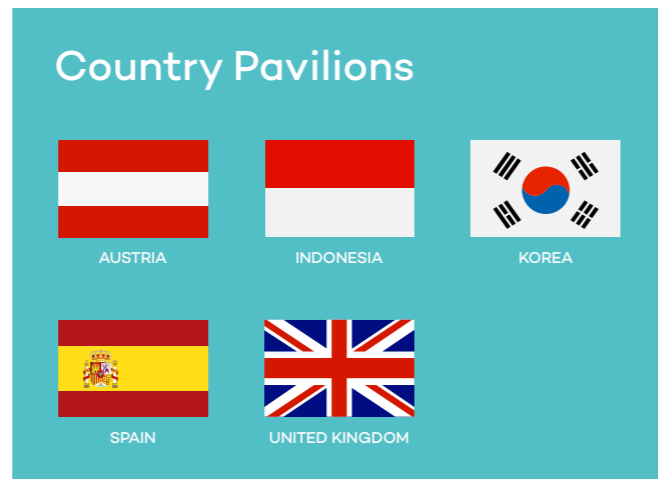 Country Pavilions
AUSTRIA
INDONESIA
KOREA
SPAIN
UNITED KINGDOM